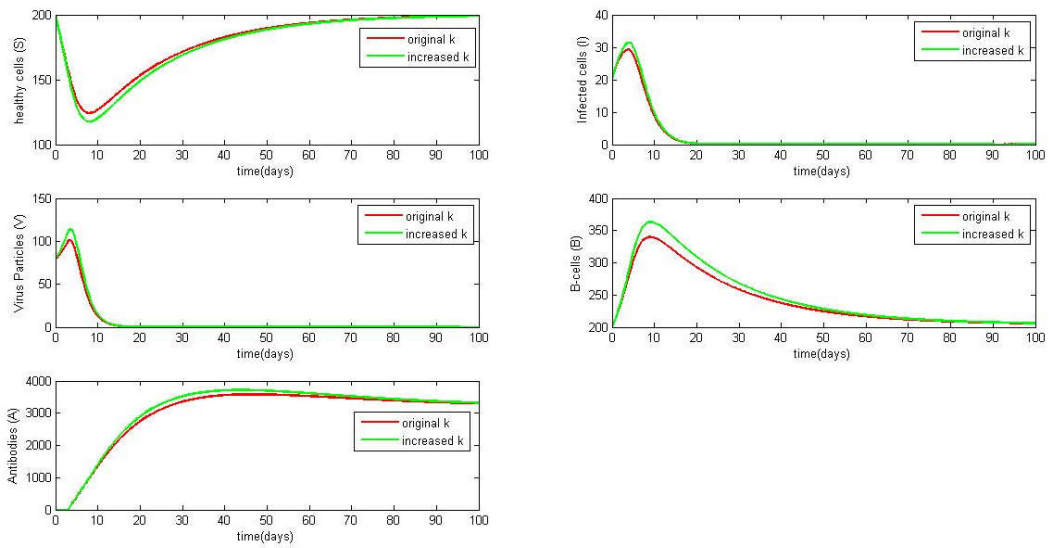 200
150
100
healthy cells (S)
original k
increased k
0 10 20 30 40 50 60 70 80 90 100
time(days)
40
30
20
10
0
Infected cells (I)
original k
increased k
0 10 20 30 40 50 60 70 80 90 100
time(days)
150
100
50
0
Virus Particles (V)
original k
increased k
0 10 20 30 40 50 60 70 80 90 100
time(days)
400
350
300
250
200
B-cells (B)
original k
increased k
0 10 20 30 40 50 60 70 80 90 100
time(days)
4000
3000
2000
1000
0
Antibodies (A)
original k
increased k
0 10 20 30 40 50 60 70 80 90 100
time(days)